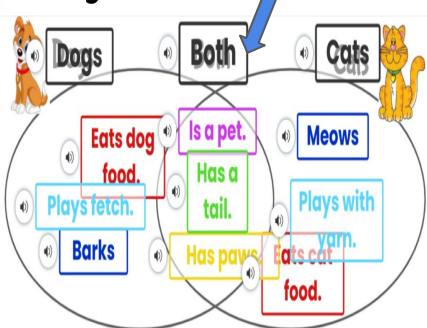 Dogs
Both
Cats
Eats dog
food.
Is a pet.
Meows
Has a
tail.
Plays fetch.
Plays with
yarn.
Barks
Has paws.
Eats cat
food.